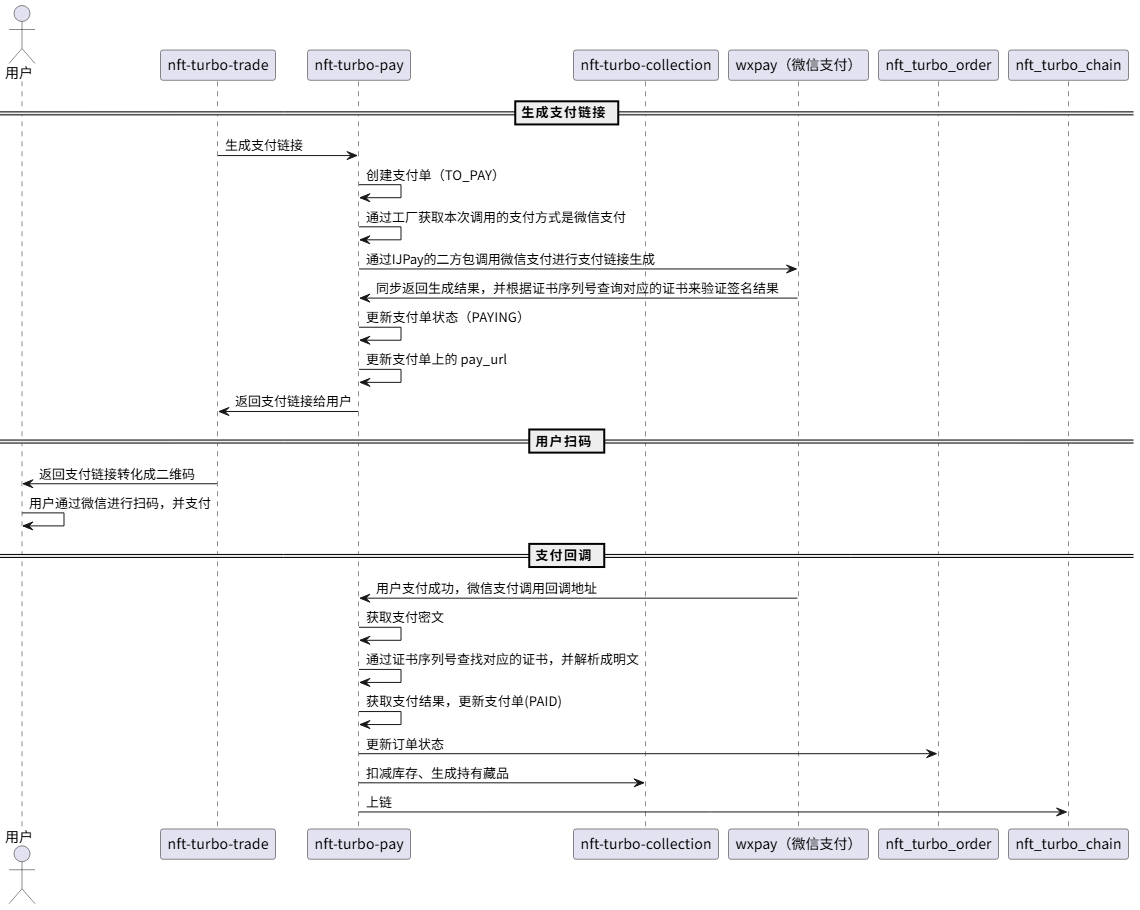 用户
nft-turbo-trade
nft-turbo-pay
nft-turbo-collection
wxpay（微信支付）
nft_turbo_order
nft_turbo_chain
生成支付链接
生成支付链接
创建支付单（TO_PAY）
通过工厂获取本次调用的支付方式是微信支付
通过IJPay的二方包调用微信支付进行支付链接生成
同步返回生成结果，并根据证书序列号查询对应的证书来验证签名结果
更新支付单状态（PAYING）
更新支付单上的 pay_url
返回支付链接给用户
用户扫码
返回支付链接转化成二维码
用户通过微信进行扫码，并支付
支付回调
用户支付成功，微信支付调用回调地址
获取支付密文
通过证书序列号查找对应的证书，并解析成明文
获取支付结果，更新支付单(PAID)
更新订单状态
扣减库存、生成持有藏品
上链
用户
nft-turbo-trade
nft-turbo-pay
nft-turbo-collection
wxpay（微信支付）
nft_turbo_order
nft_turbo_chain